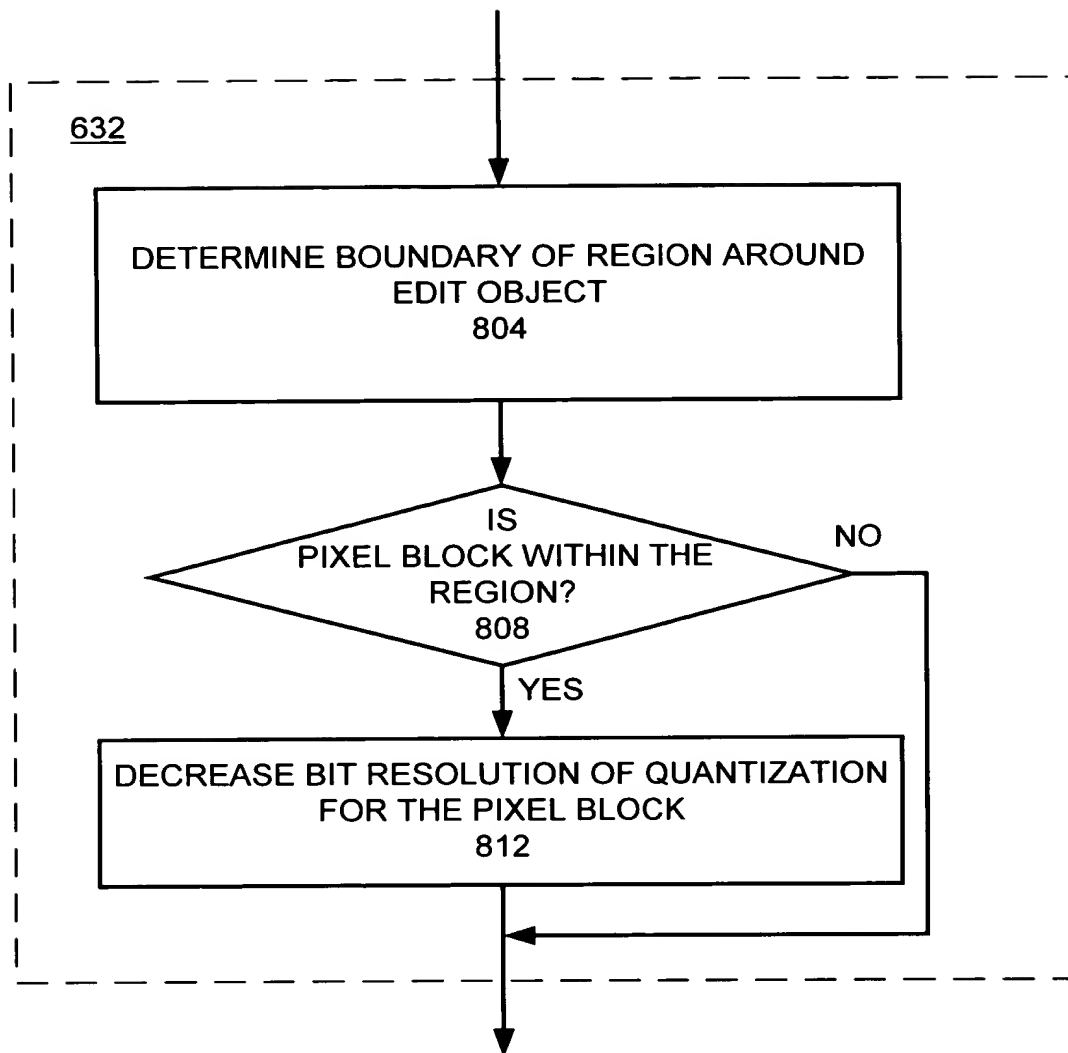 632
DETERMINE BOUNDARY OF REGION AROUND
EDIT OBJECT
804
IS
PIXEL BLOCK WITHIN THE
REGION?
808
NO
YES
DECREASE BIT RESOLUTION OF QUANTIZATION
FOR THE PIXEL BLOCK
812